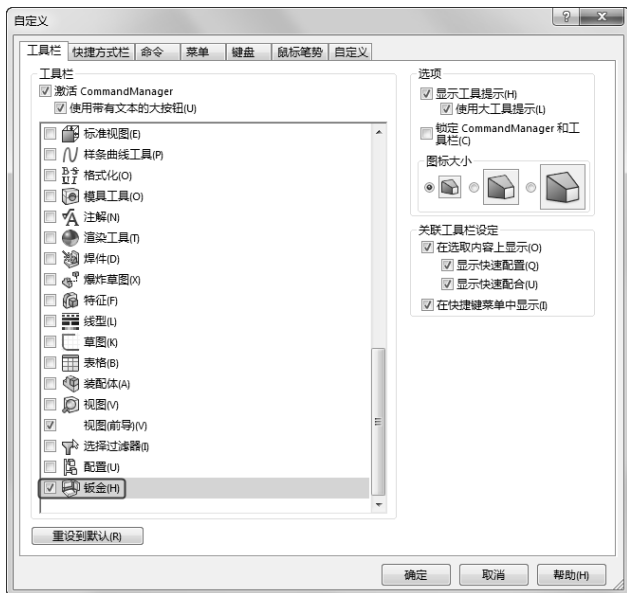 自定义
工具栏 快捷方式栏 命令 菜单 键盘 鼠标笔势 自定义
工具栏
激活 CommandManager
使用带有文本的大按钮(U)
标准视图(E)
样条曲线工具(P)
格式化(O)
模具工具(O)
注解(N)
渲染工具(T)
焊件(D)
爆炸草图(X)
特征(F)
线型(L)
草图(K)
表格(B)
装配体(A)
视图(V)
视图(前导)(V)
选择过滤器(I)
配置(U)
钣金(H)
重设到默认(R)
选项
显示工具提示(H)
使用大工具提示(L)
锁定 CommandManager 和工
具栏(C)
图标大小
关联工具栏设定
在选取内容上显示(O)
显示快速配置(Q)
显示快速配合(U)
在快捷键菜单中显示(I)
确定 取消 帮助(H)